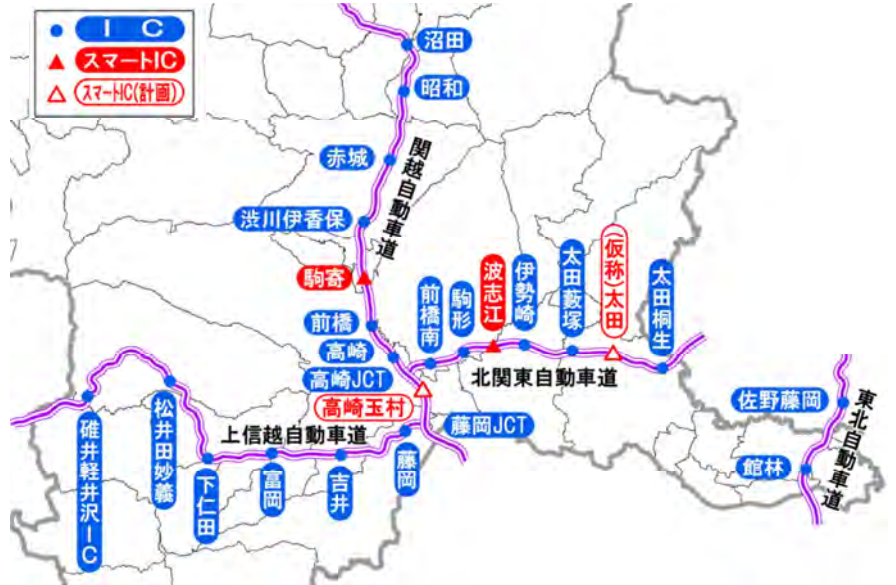 I C
スマートIC
スマートIC(計画)
沼田
昭和
赤城
関越自動車道
渋川伊香保
駒寄
前橋
高崎
高崎JCT
高崎玉村
前橋南
駒形
波志江
伊勢崎
太田藪塚
(仮称)太田
太田桐生
北関東自動車道
上信越自動車道
藤岡JCT
碓井軽井沢IC
松井田妙義
下仁田
富岡
吉井
藤岡
佐野藤岡
館林
東北自動車道